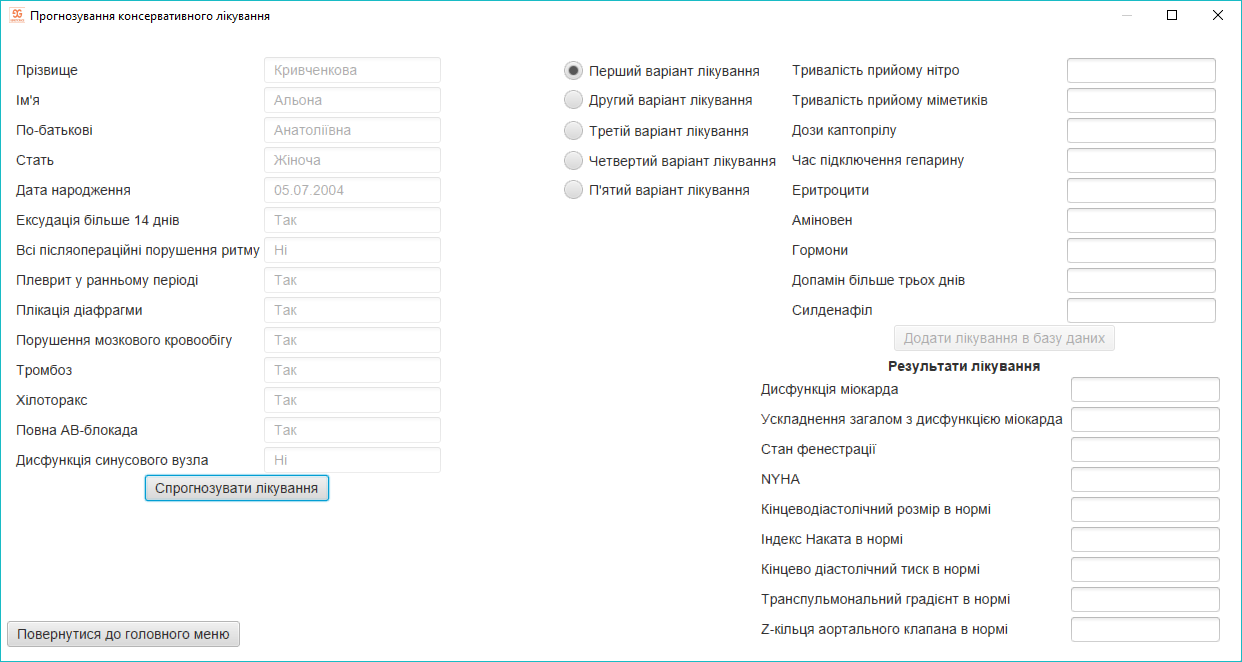 Прогнозування консервативного лікування
Прізвище Кривченкова
Ім'я Альона
По-батькові Анатоліївна
Стать Жіноча
Дата народження 05.07.2004
Ексудація більше 14 днів Так
Всі післяопераційні порушення ритму Ні
Плеврит у ранньому періоді Так
Плікація діафрагми Так
Порушення мозкового кровообігу Так
Тромбоз Так
Хілоторакс Так
Повна АВ-блокада Так
Дисфункція синусового вузла Ні
Спрогнозувати лікування
Повернутися до головного меню
Перший варіант лікування
Другий варіант лікування
Третій варіант лікування
Четвертий варіант лікування
П'ятий варіант лікування
Тривалість прийому нітро
Тривалість прийому міметиків
Дози каптопрілу
Час підключення гепарину
Еритроцити
Аміновен
Гормони
Допамін більше трьох днів
Силденафіл
Додати лікування в базу даних
Результати лікування
Дисфункція міокарда
Ускладнення загалом з дисфункцією міокарда
Стан фенестрації
NYHA
Кінцеводіастолічний розмір в нормі
Індекс Наката в нормі
Кінцево діастолічний тиск в нормі
Транспульмональний градієнт в нормі
Z-кільця аортального клапана в нормі